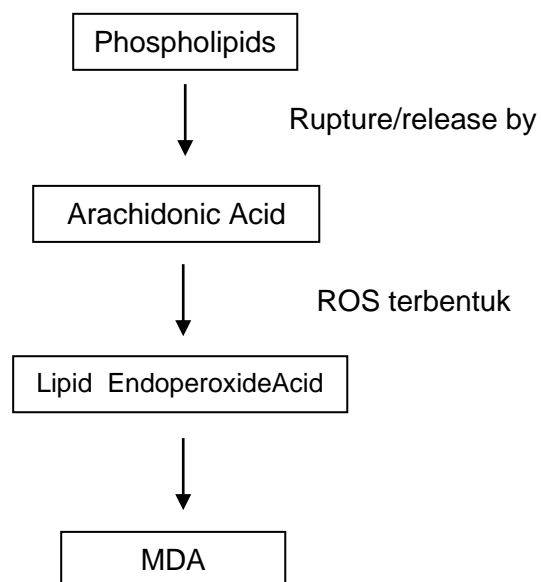 Phospholipids
Rupture/release by
Arachidonic Acid
ROS terbentuk
Lipid EndoperoxideAcid
MDA